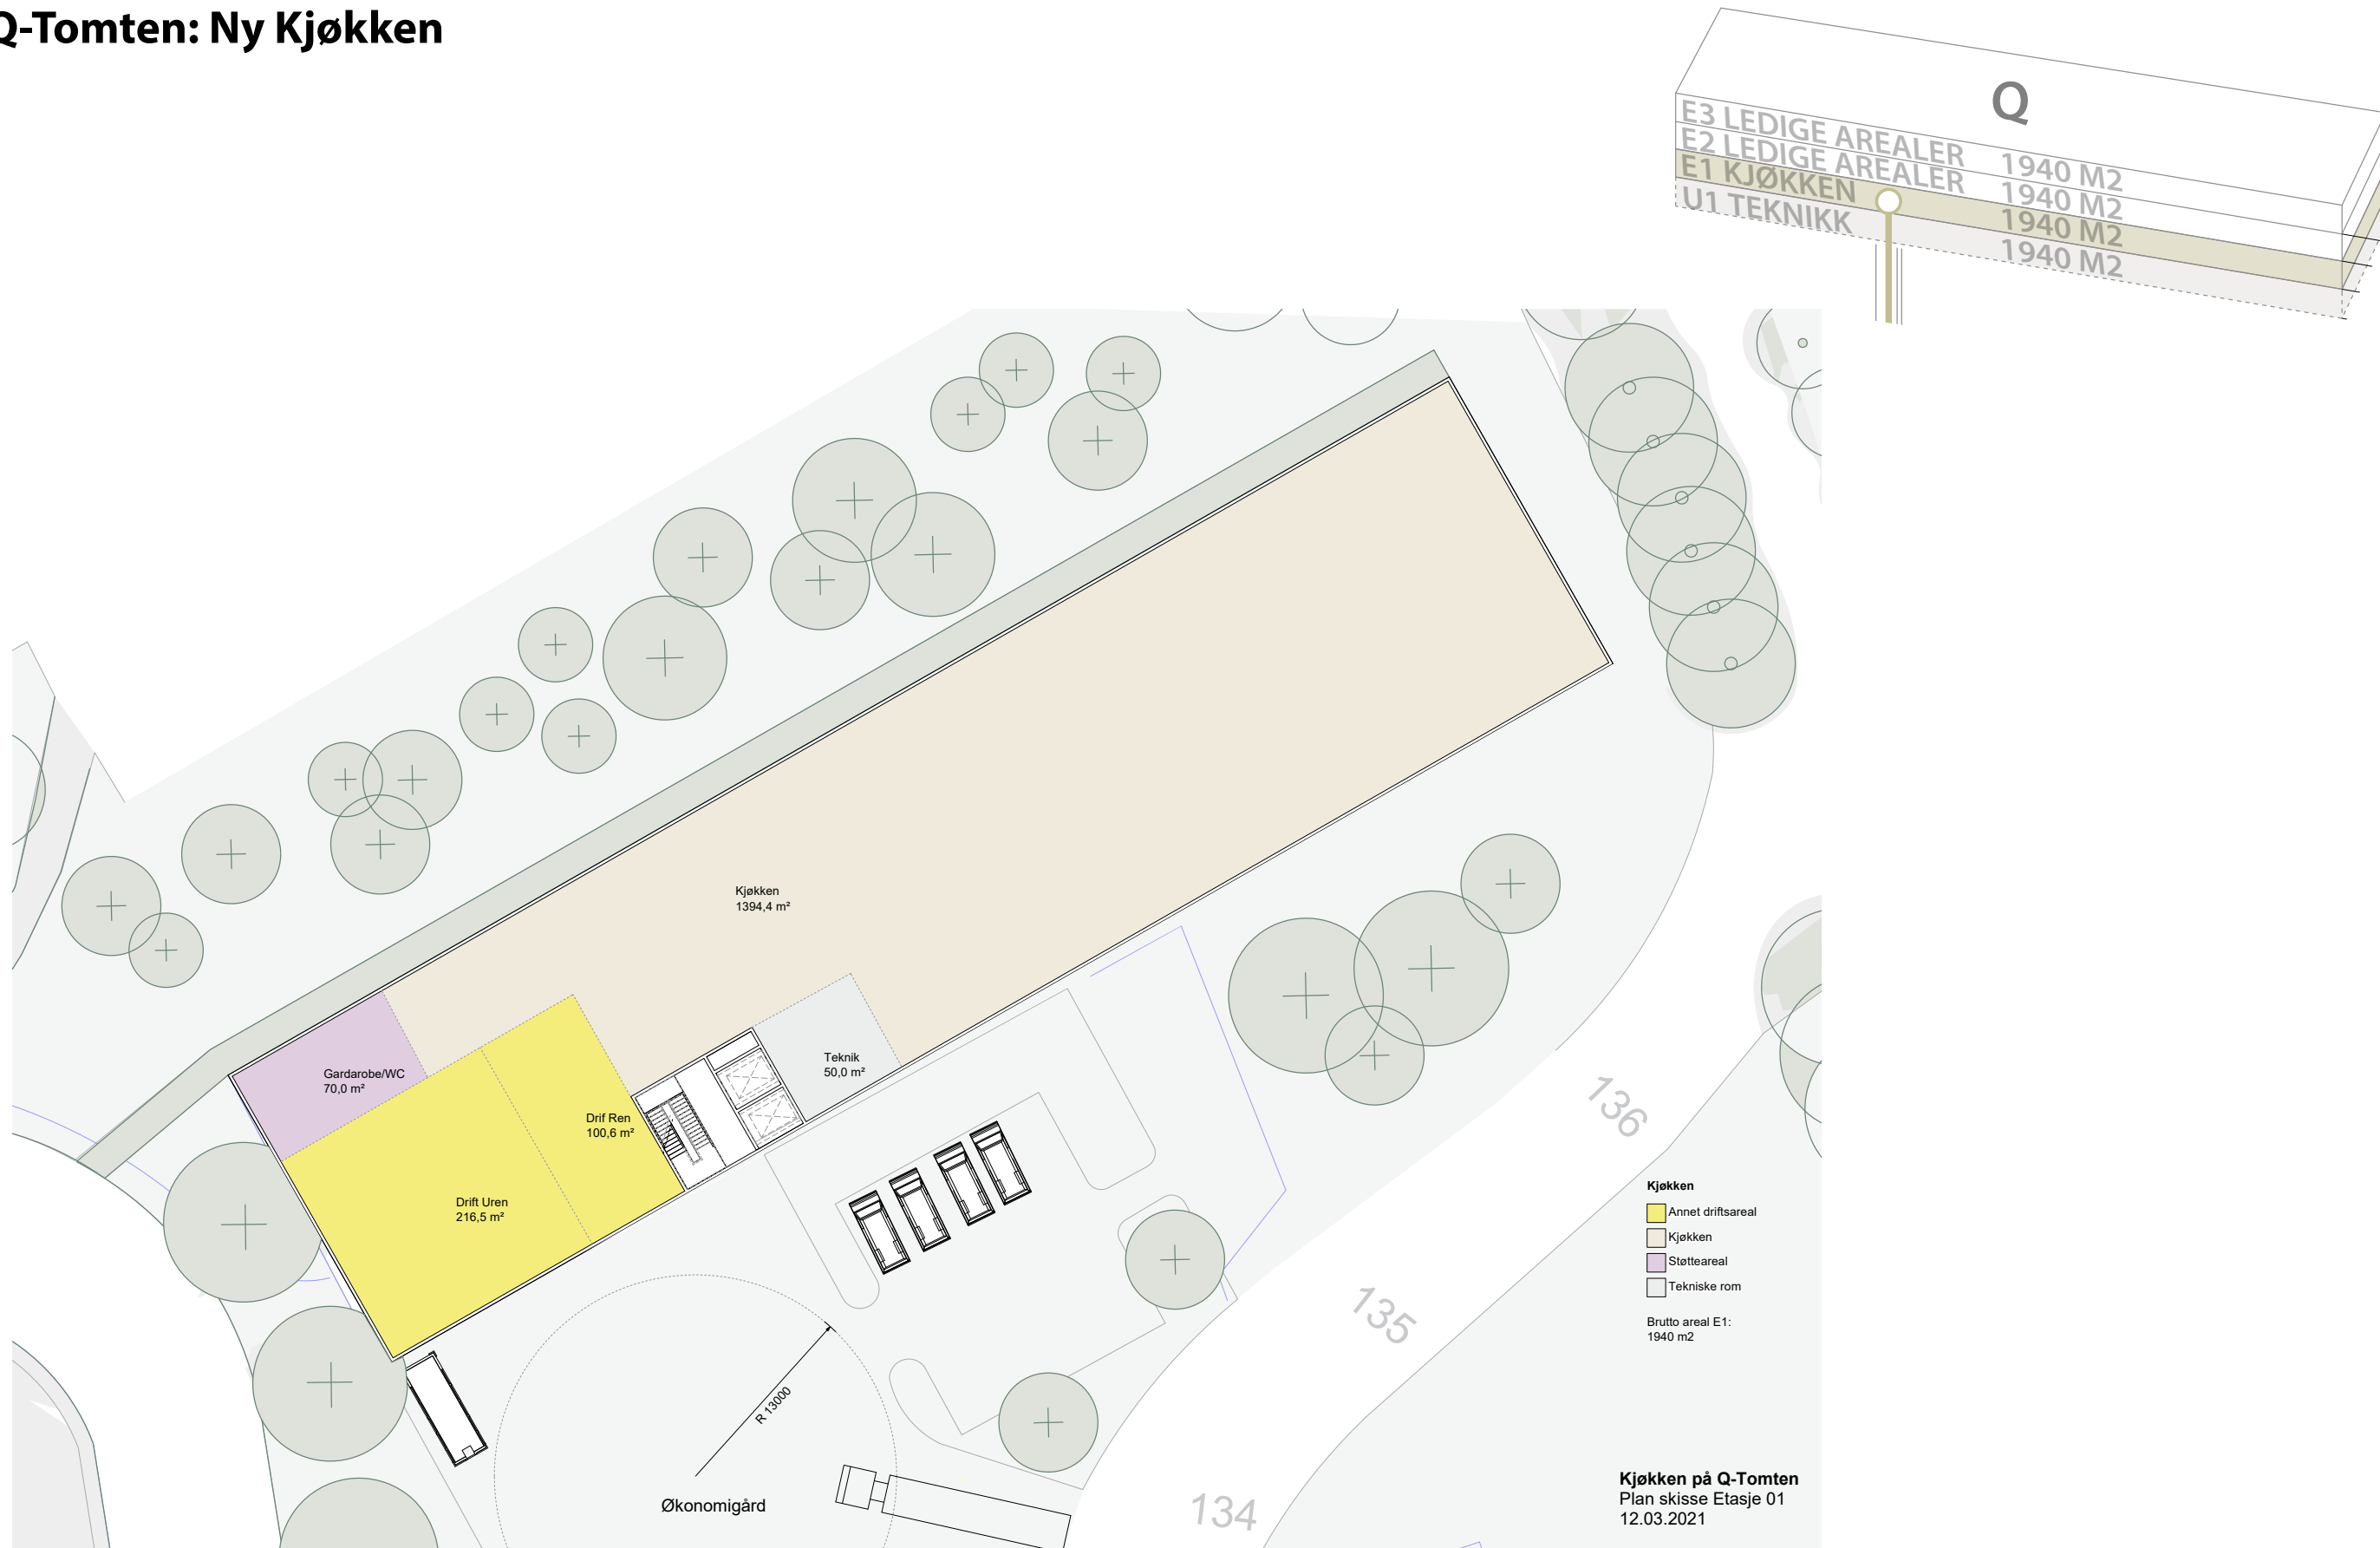 Q-Tomten: Ny Kjøkken
Q
E3 LEDIGE AREALER 1940 M2
E2 LEDIGE AREALER 1940 M2
E1 KJØKKEN 1940 M2
U1 TEKNIKK 1940 M2
Kjøkken
1394,4 m²
Gardarobe/WC
70,0 m²
Teknik
50,0 m²
Drif Ren
100,6 m²
Drift Uren
216,5 m²
R 13000
Økonomigård
136
135
134
Kjøkken
Annet driftsareal
Kjøkken
Støtteareal
Tekniske rom
Brutto areal E1:
1940 m2
Kjøkken på Q-Tomten
Plan skisse Etasje 01
12.03.2021